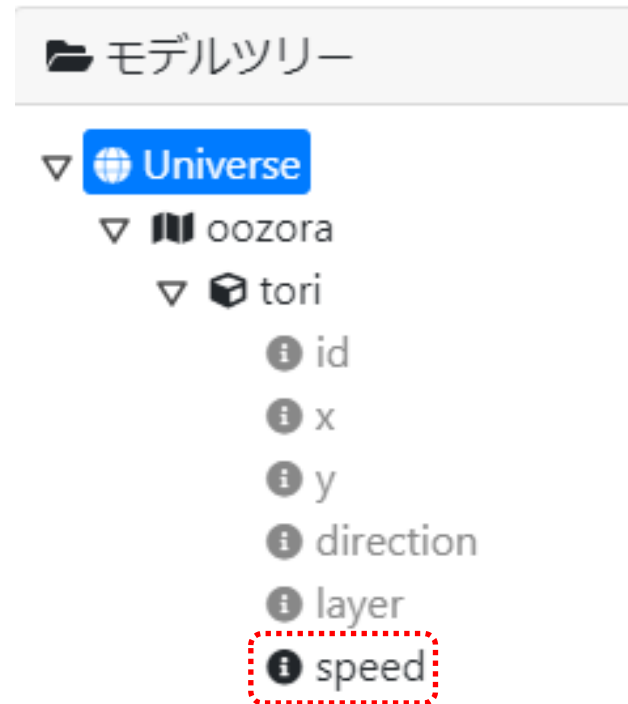 モデルツリー
Universe
oozora
tori
id
x
y
direction
layer
speed